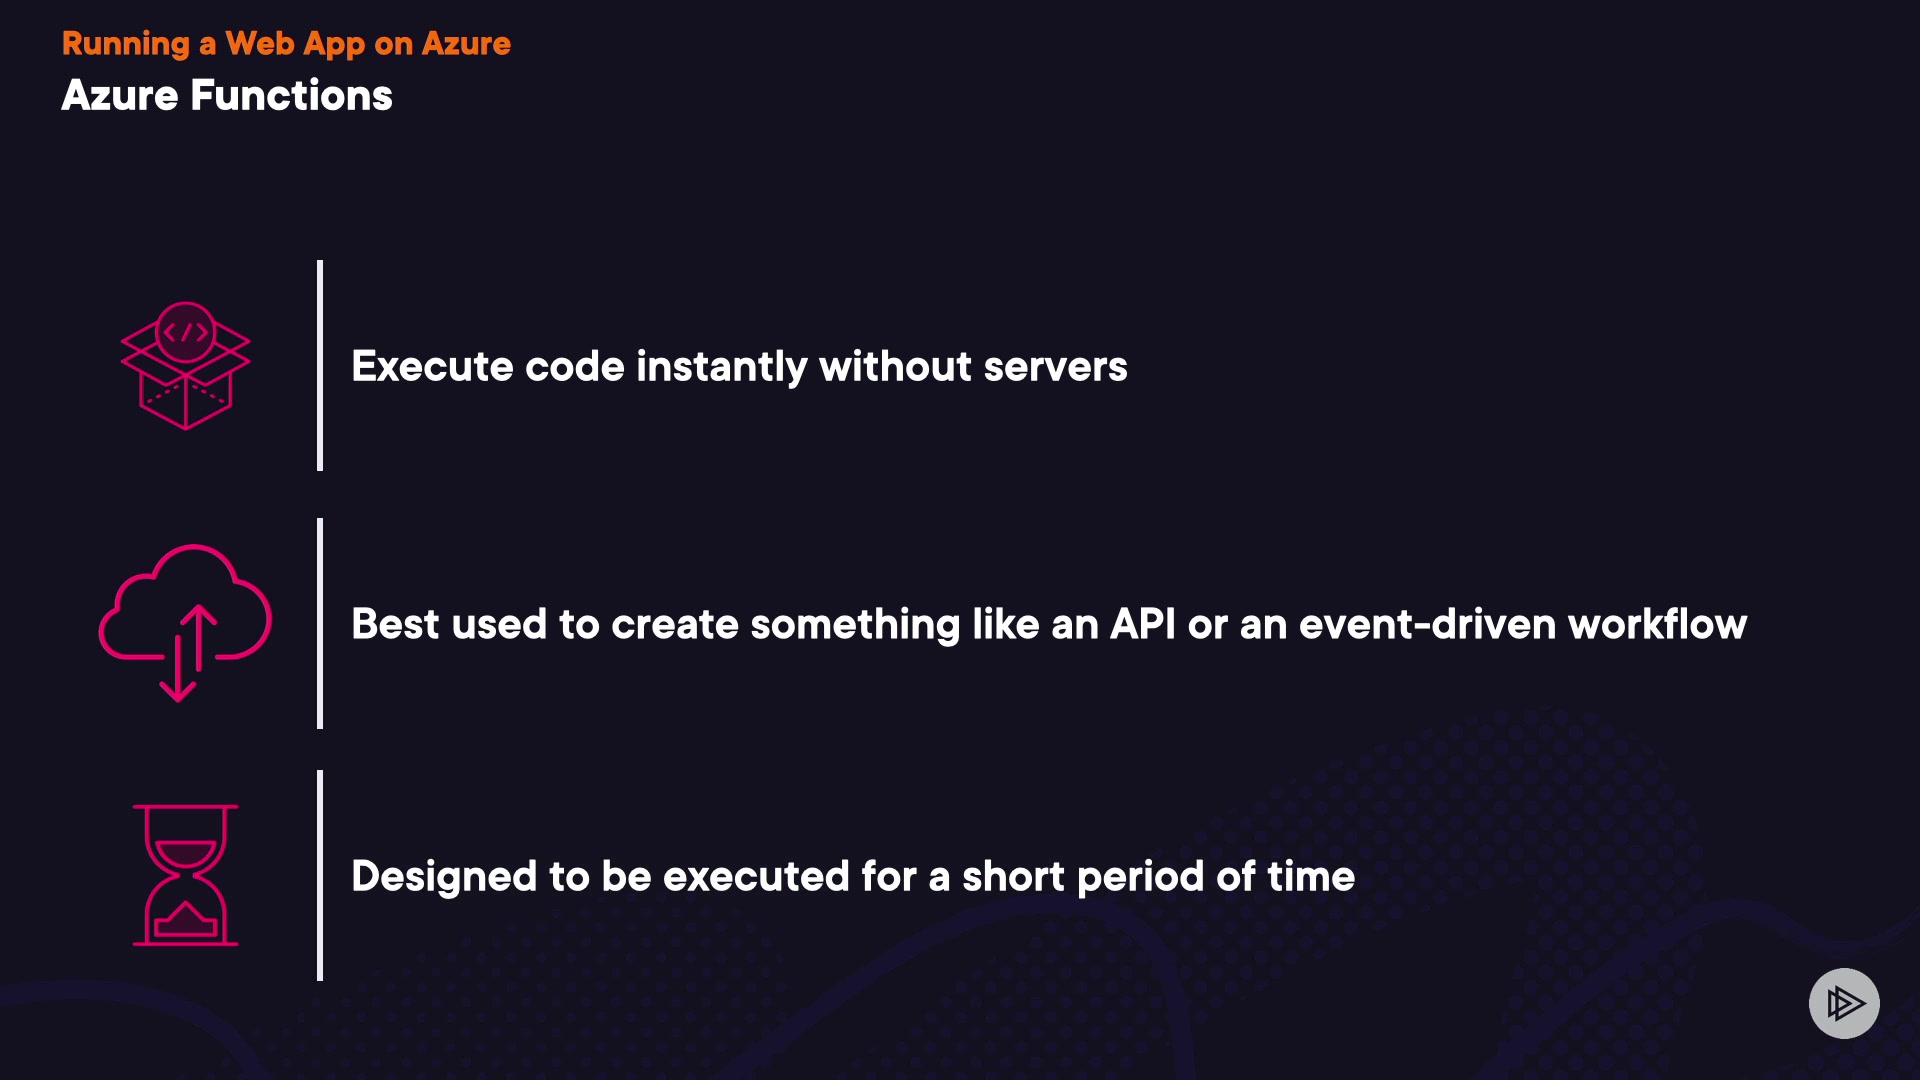 Running a Web App on Azure
Azure Functions
</>
Execute code instantly without servers
Best used to create something like an API or an event-driven workflow
Designed to be executed for a short period of time